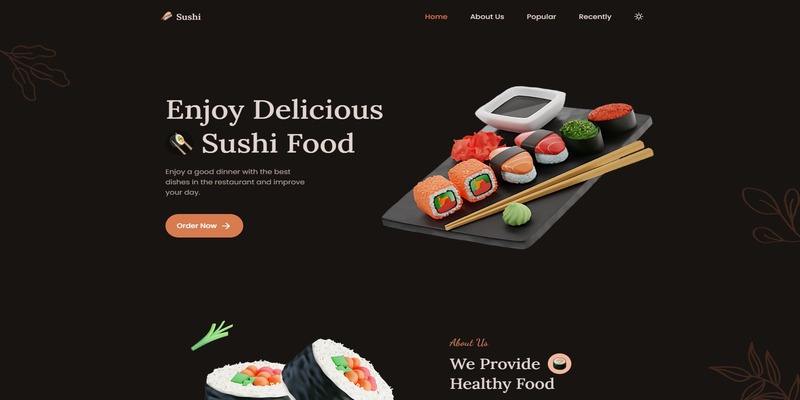 Sushi
Home
About Us
Popular
Recently
Enjoy Delicious
Sushi Food
Enjoy a good dinner with the best
dishes in the restaurant and improve
your day.
Order Now
About Us
We Provide
Healthy Food